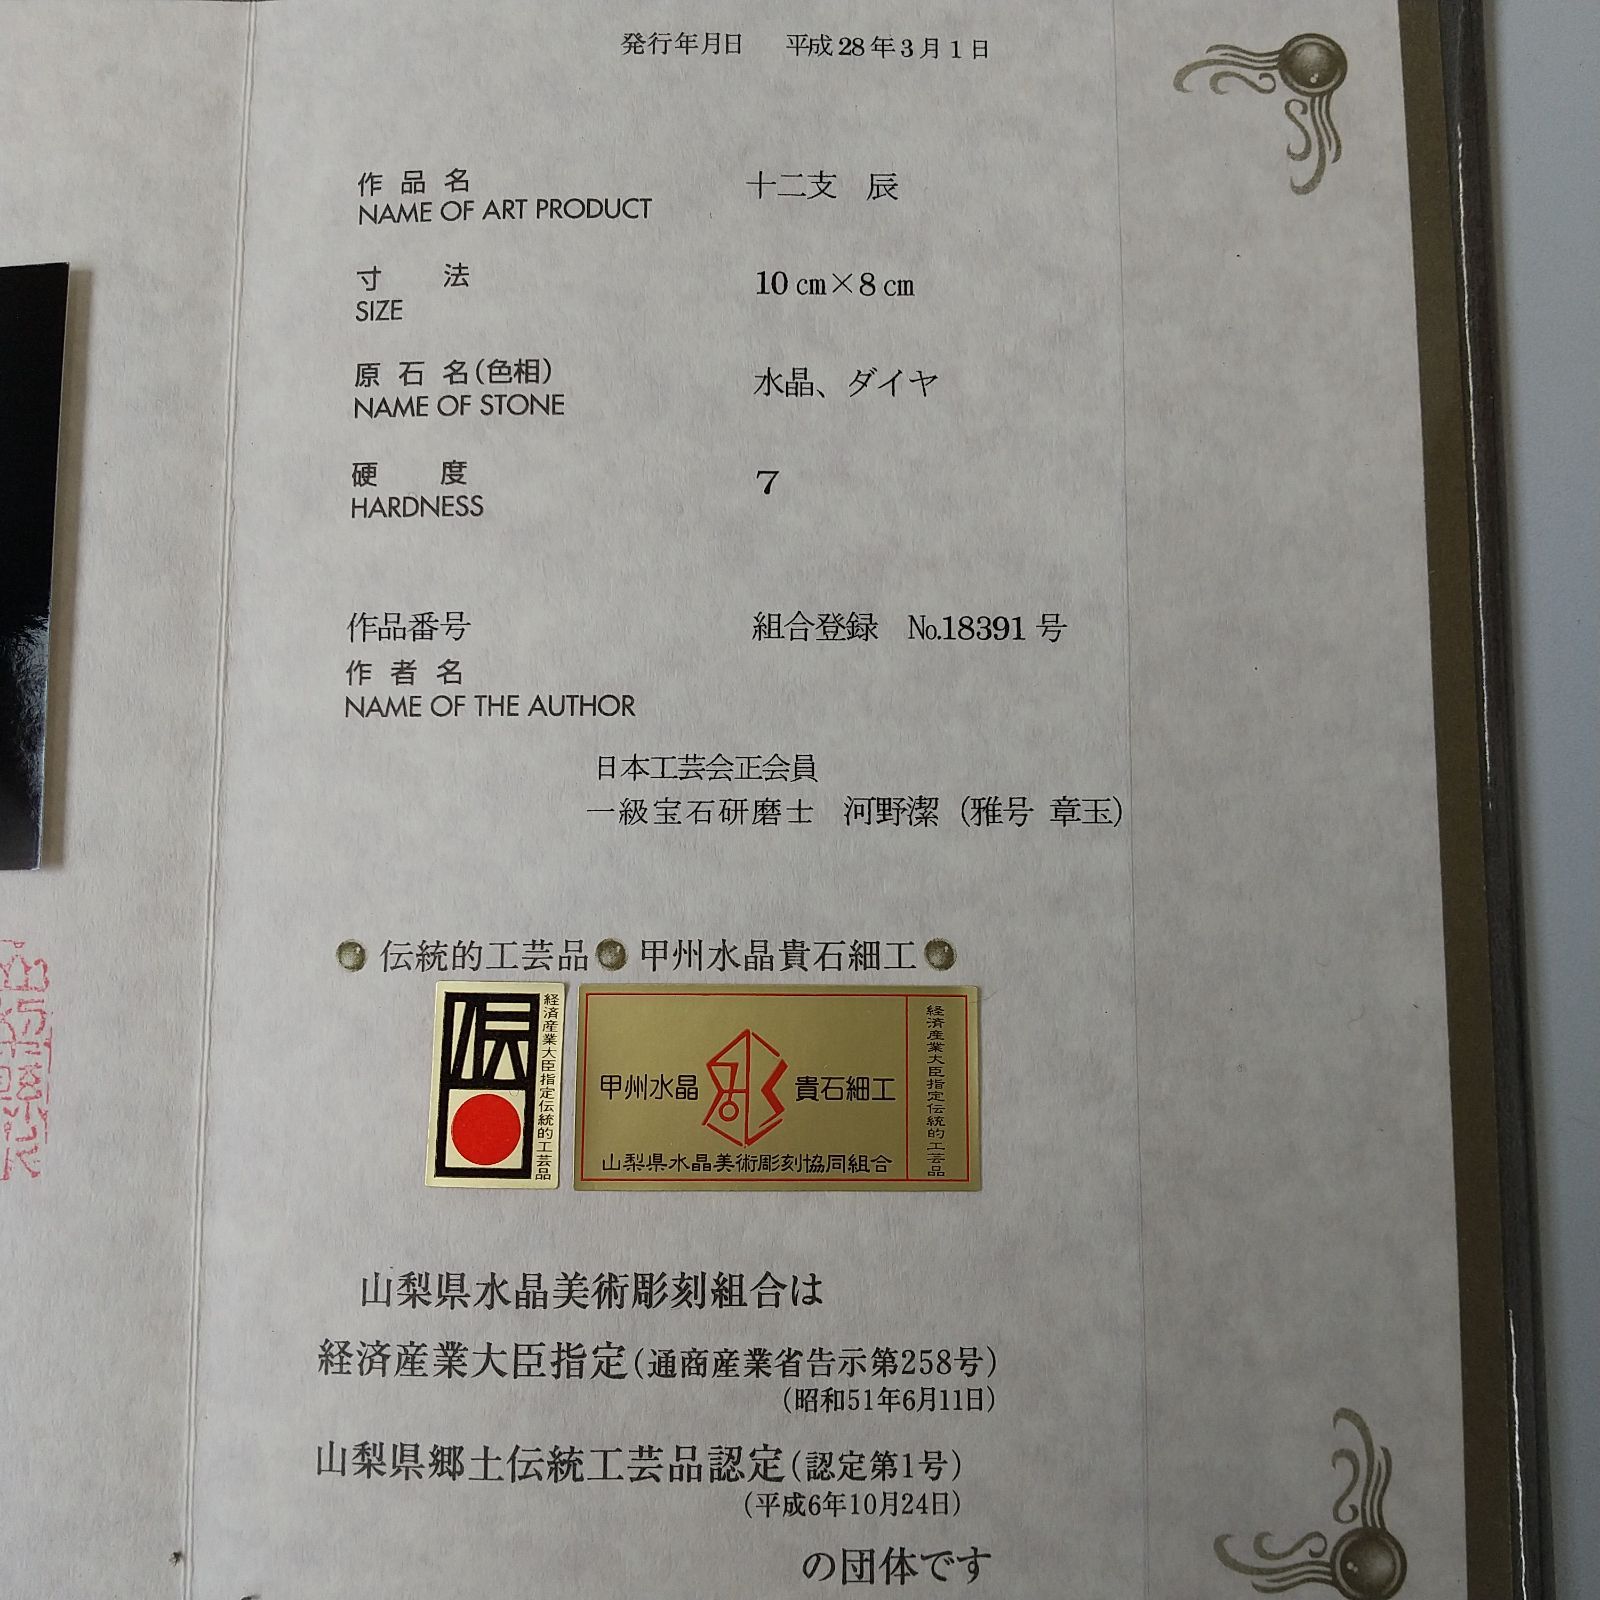 発行年月日　平成28年3月1日
作品名　十二支　辰
NAME OF ART PRODUCT
寸法　10㎝×8㎝
SIZE
原石名(色相)　水晶、ダイヤ
NAME OF STONE
硬度　7
HARDNESS
作品番号　組合登録　№18391号
作者名
NAME OF THE AUTHOR
日本工芸会正会員
一級宝石研磨士　河野潔（雅号 章玉）
伝統的工芸品 甲州水晶貴石細工
伝
経済産業大臣指定伝統的工芸品
甲州水晶 貴石細工
山梨県水晶美術彫刻協同組合
経済産業大臣指定伝統的工芸品
山梨県水晶美術彫刻組合は
経済産業大臣指定(通商産業省告示第258号)
(昭和51年6月11日)
山梨県郷土伝統工芸品認定(認定第1号)
(平成6年10月24日)
の団体です